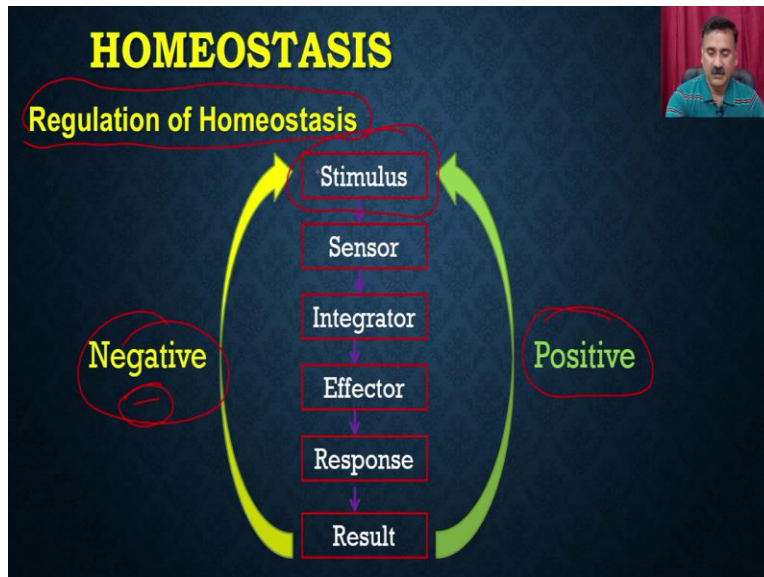 HOMEOSTASIS
Regulation of Homeostasis
Stimulus
Sensor
Integrator
Negative
Positive
Effector
Response
Result